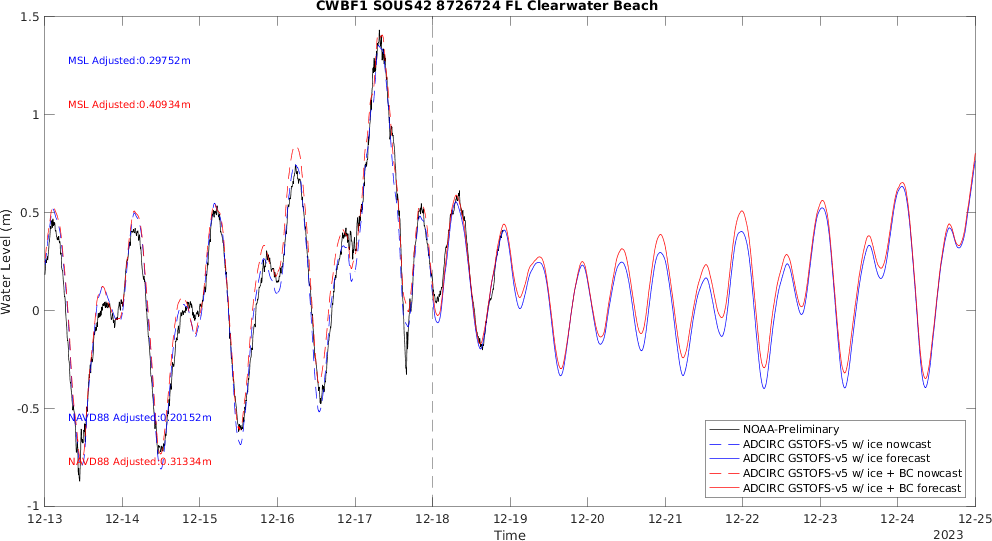 CWBF1 SOUS42 8726724 FL Clearwater Beach
1.5
MSL Adjusted:0.29752m
MSL Adjusted:0.40934m
1
0.5
Water Level (m)
0
-0.5
NAVD88 Adjusted:0.20152m
NAVD88 Adjusted:0.31334m
NOAA-Preliminary
ADCIRC GSTOFS-v5 w/ ice nowcast
ADCIRC GSTOFS-v5 w/ ice forecast
ADCIRC GSTOFS-v5 w/ ice + BC nowcast
ADCIRC GSTOFS-v5 w/ ice + BC forecast
-1
12-13 12-14 12-15 12-16 12-17 12-18 12-19 12-20 12-21 12-22 12-23 12-24 12-25
Time
2023